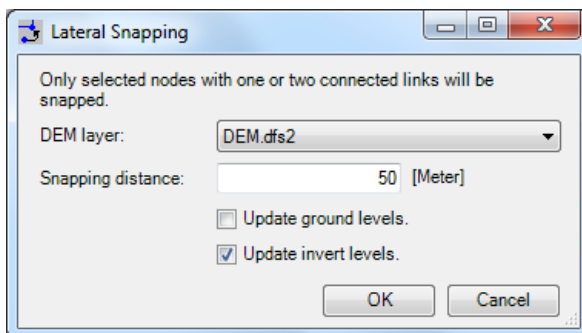 Lateral Snapping
Only selected nodes with one or two connected links will be
snapped.
DEM layer: DEM.dfs2
Snapping distance: 50 [Meter]
Update ground levels.
Update invert levels.
OK Cancel